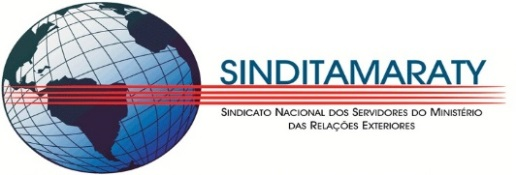 SINDITAMARATY
SINDICATO NACIONAL DOS SERVIDORES DO MINISTÉRIO
DAS RELAÇÕES EXTERIORES